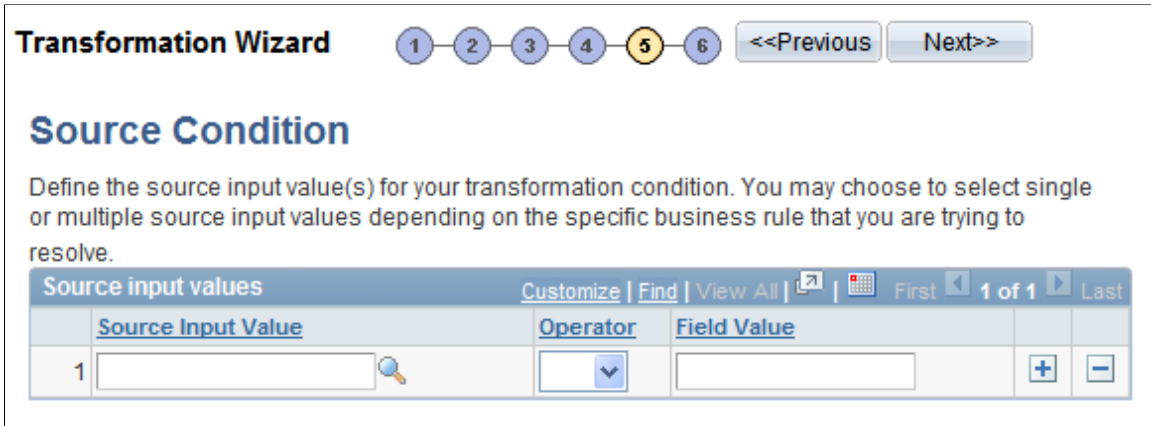 Transformation Wizard 1 2 3 4 5 6 <<Previous Next>>
Source Condition
Define the source input value(s) for your transformation condition. You may choose to select single
or multiple source input values depending on the specific business rule that you are trying to
resolve.
Source input values Customize | Find | View All | | First 1 of 1 Last
Source Input Value Operator Field Value
1